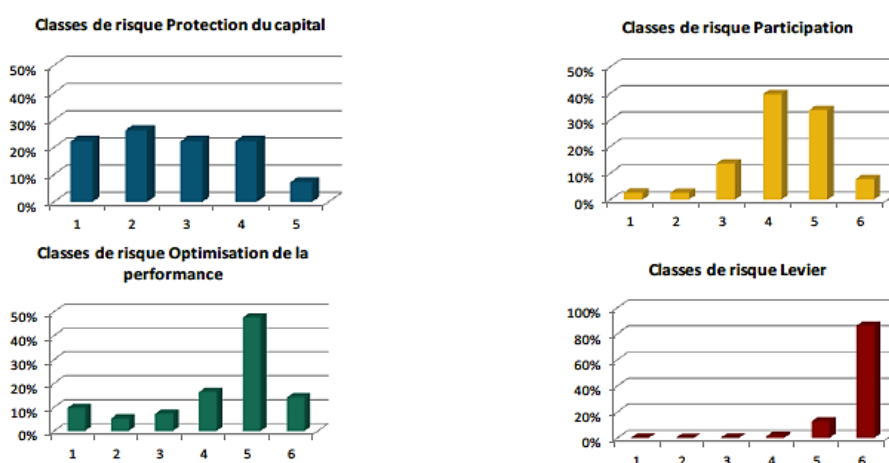 Classes de risque Protection du capital
50%
40%
30%
20%
10%
0%
1 2 3 4 5
Classes de risque Participation
50%
40%
30%
20%
10%
0%
1 2 3 4 5 6
Classes de risque Optimisation de la
performance
50%
40%
30%
20%
10%
0%
1 2 3 4 5 6
Classes de risque Levier
100%
80%
60%
40%
20%
0%
1 2 3 4 5 6